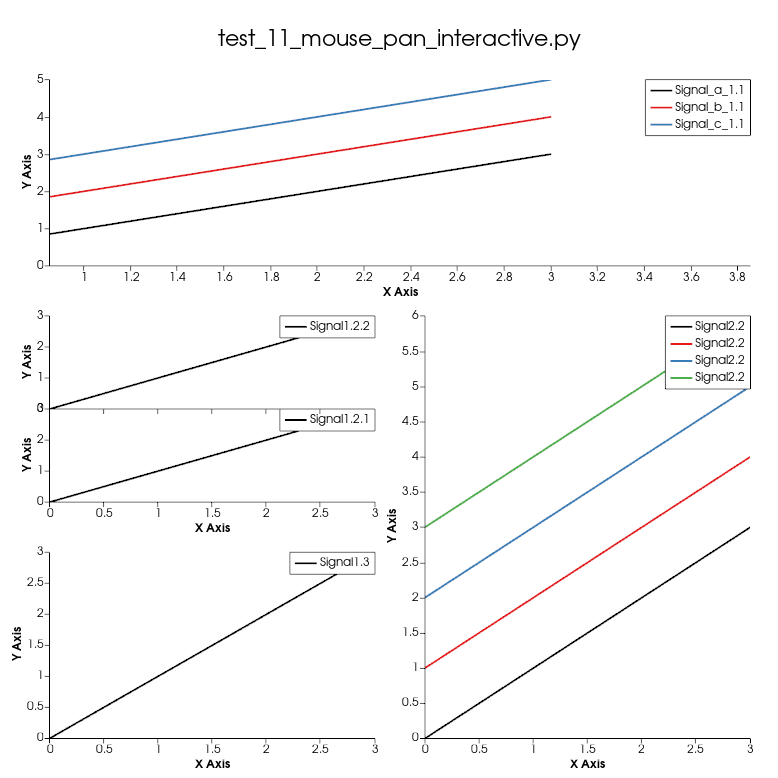 test_11_mouse_pan_interactive.py
5
4
3
2
1
0
Y Axis
1 1.2 1.4 1.6 1.8 2 2.2 2.4 2.6 2.8 3 3.2 3.4 3.6 3.8
X Axis
Signal_a_1.1
Signal_b_1.1
Signal_c_1.1
3
2
1
0
Y Axis
Signal1.2.2
3
2
1
0
Y Axis
Signal1.2.1
0 0.5 1 1.5 2 2.5 3
X Axis
3
2.5
2
1.5
1
0.5
0
Y Axis
Signal1.3
0 0.5 1 1.5 2 2.5 3
X Axis
6
5.5
5
4.5
4
3.5
3
2.5
2
1.5
1
0.5
0
Y Axis
Signal2.2
Signal2.2
Signal2.2
Signal2.2
0 0.5 1 1.5 2 2.5 3
X Axis